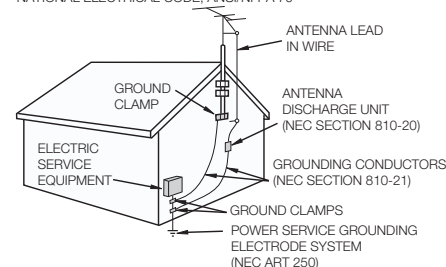 ANTENNA LEAD
IN WIRE
GROUND
CLAMP
ANTENNA
DISCHARGE UNIT
(NEC SECTION 810-20)
ELECTRIC
SERVICE
EQUIPMENT
GROUNDING CONDUCTORS
(NEC SECTION 810-21)
GROUND CLAMPS
POWER SERVICE GROUNDING
ELECTRODE SYSTEM
(NEC ART 250)